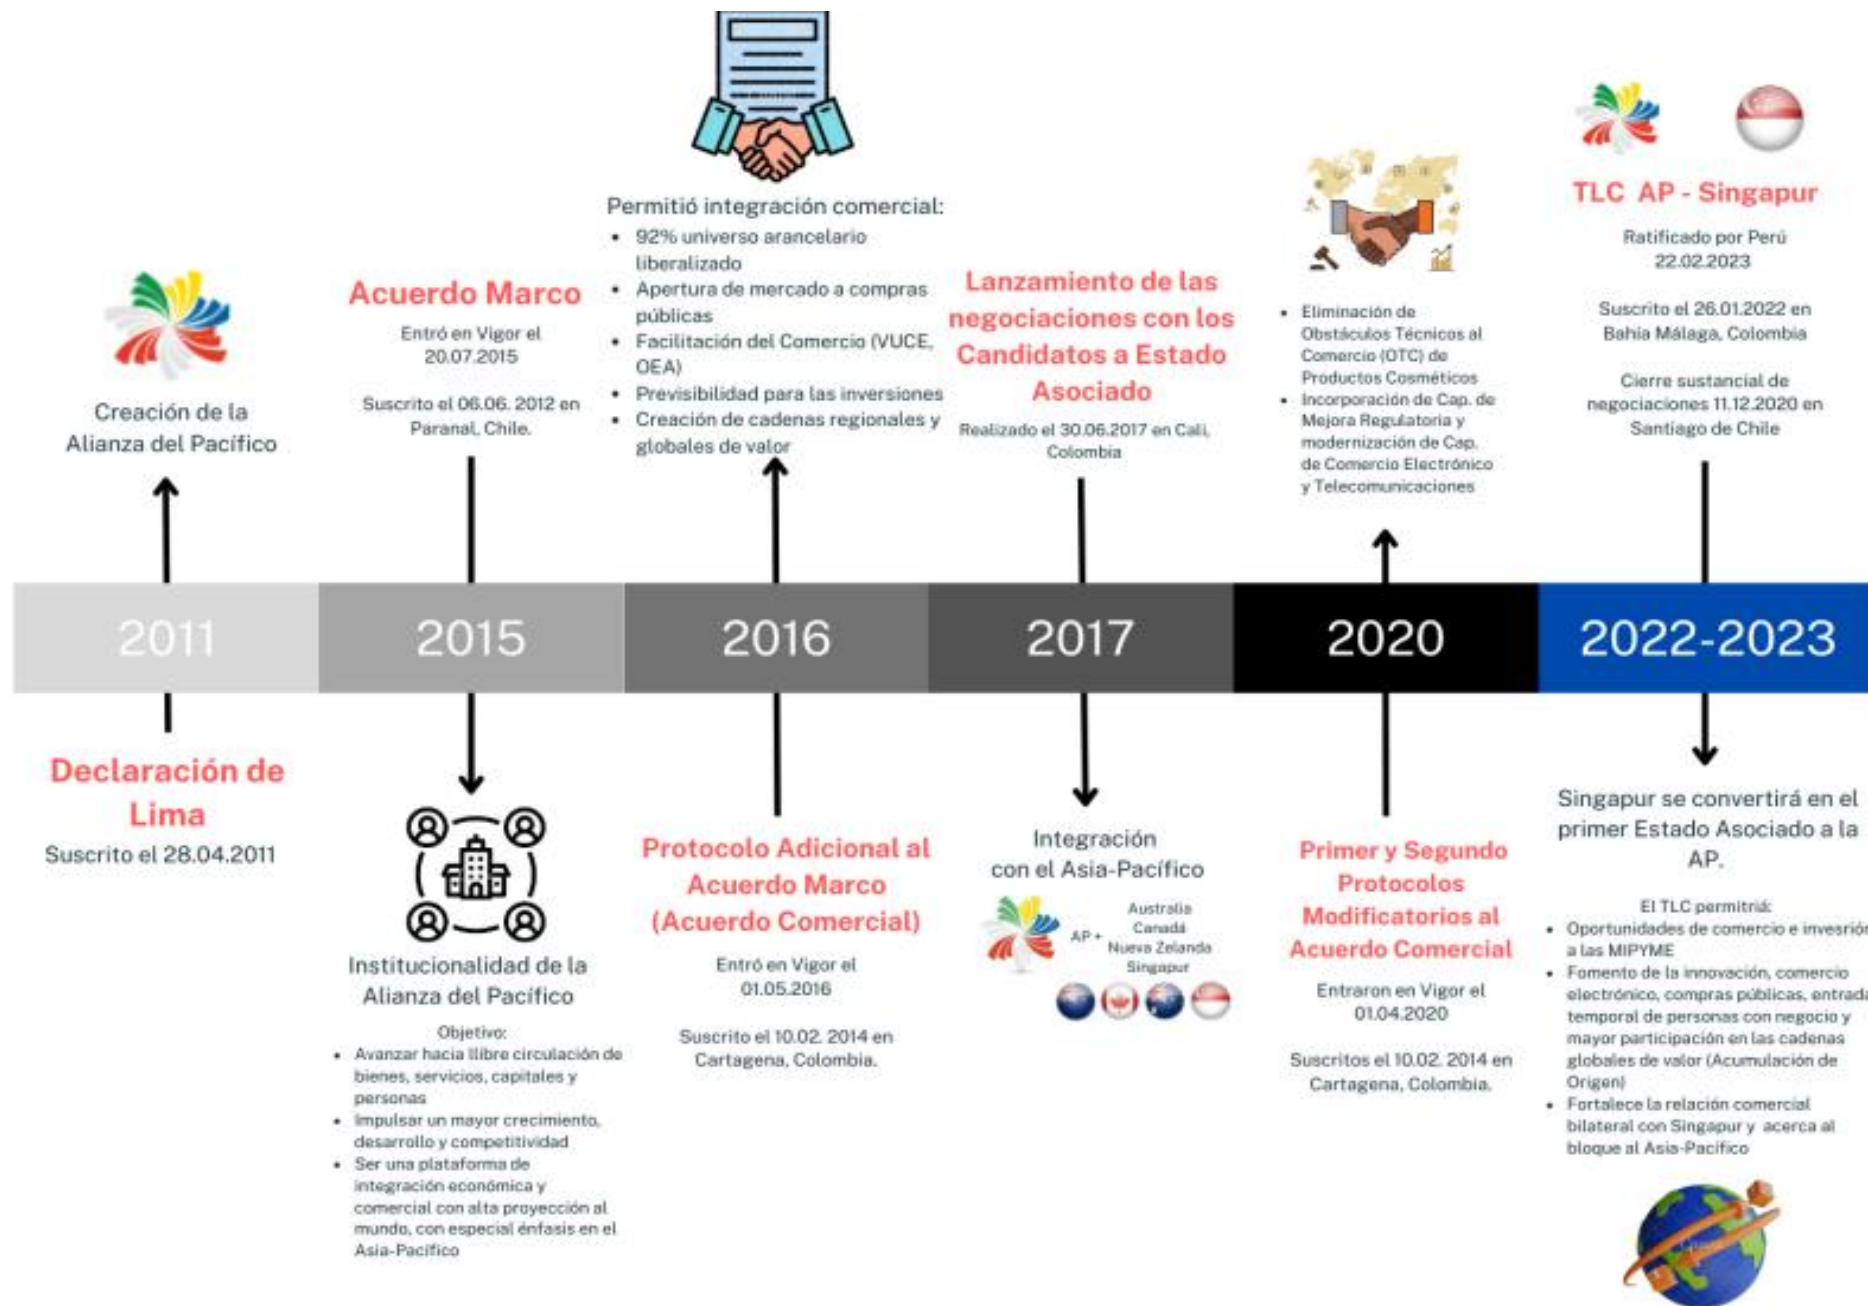 Creación de la
Alianza del Pacífico
2011
Declaración de
Lima
Suscrito el 28.04.2011
Acuerdo Marco
Entró en Vigor el
20.07.2015
Suscrito el 06.06. 2012 en
Paranal, Chile.
2015
Institucionalidad de la
Alianza del Pacífico
Objetivo:
• Avanzar hacia llibre circulación de
bienes, servicios, capitales y
personas
• Impulsar un mayor crecimiento,
desarrollo y competitividad
• Ser una plataforma de
integración económica y
comercial con alta proyección al
mundo, con especial énfasis en el
Asia-Pacífico
Permitió integración comercial:
• 92% universo arancelario
liberalizado
• Apertura de mercado a compras
públicas
• Facilitación del Comercio (VUCE,
OEA)
• Previsibilidad para las inversiones
• Creación de cadenas regionales y
globales de valor
2016
Protocolo Adicional al
Acuerdo Marco
(Acuerdo Comercial)
Entró en Vigor el
01.05.2016
Suscrito el 10.02. 2014 en
Cartagena, Colombia.
Lanzamiento de las
negociaciones con los
Candidatos a Estado
Asociado
Realizado el 30.06.2017 en Cali,
Colombia
2017
Integración
con el Asia-Pacífico
AP +
Australia
Canadá
Nueva Zelanda
Singapur
• Eliminación de
Obstáculos Técnicos al
Comercio (OTC) de
Productos Cosméticos
• Incorporación de Cap. de
Mejora Regulatoria y
modernización de Cap.
de Comercio Electrónico
y Telecomunicaciones
2020
Primer y Segundo
Protocolos
Modificatorios al
Acuerdo Comercial
Entraron en Vigor el
01.04.2020
Suscritos el 10.02. 2014 en
Cartagena, Colombia.
TLC AP - Singapur
Ratificado por Perú
22.02.2023
Suscrito el 26.01.2022 en
Bahía Málaga, Colombia
Cierre sustancial de
negociaciones 11.12.2020 en
Santiago de Chile
2022-2023
Singapur se convertirá en el
primer Estado Asociado a la
AP.
El TLC permitriá:
• Oportunidades de comercio e invesrión
a las MIPYME
• Fomento de la innovación, comercio
electrónico, compras públicas, entrada
temporal de personas con negocio y
mayor participación en las cadenas
globales de valor (Acumulación de
Origen)
• Fortalece la relación comercial
bilateral con Singapur y acerca al
bloque al Asia-Pacífico